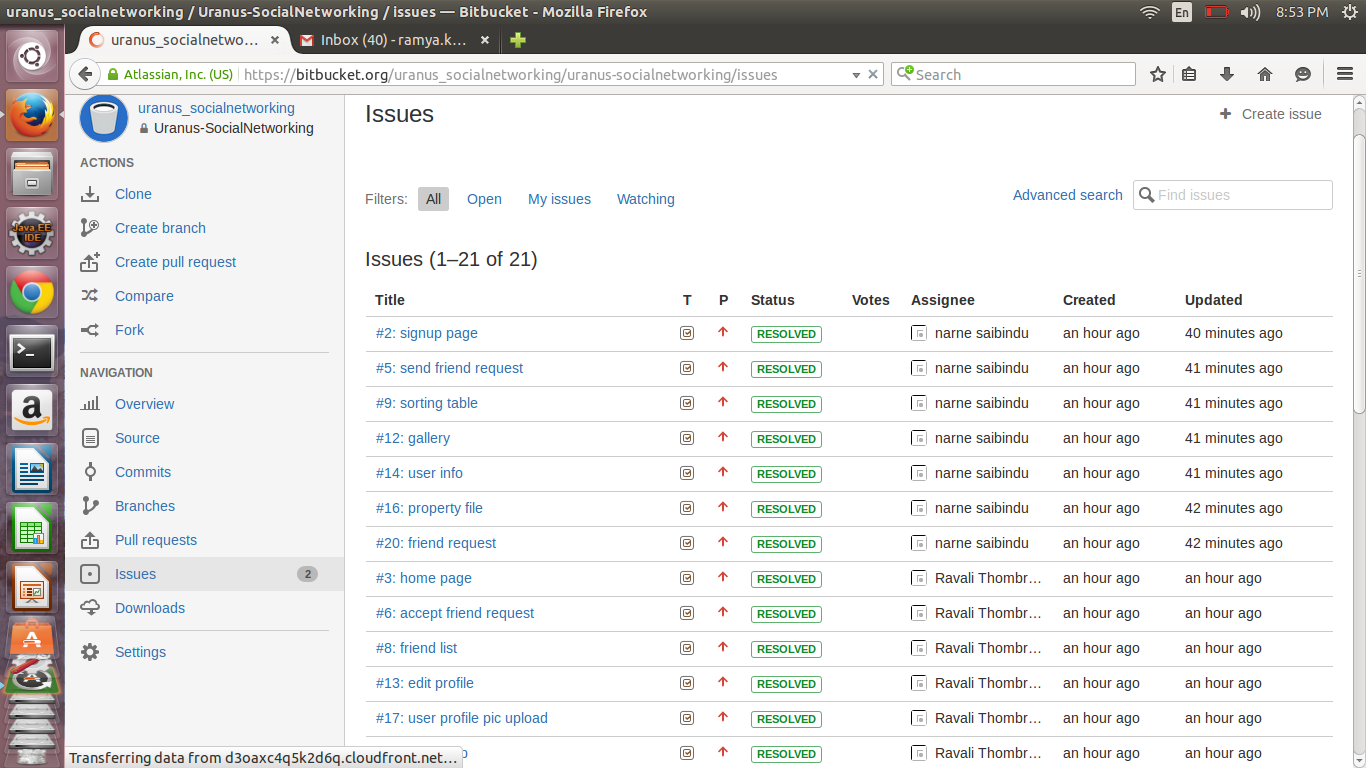 uranus_socialnetworking / Uranus-SocialNetworking / issues — Bitbucket - Mozilla Firefox
En
8:53 PM
uranus_socialnetwo…
Inbox (40) - ramya.k…
Atlassian, Inc. (US)
https://bitbucket.org/uranus_socialnetworking/uranus-socialnetworking/issues
Search
uranus_socialnetworking
Uranus-SocialNetworking
ACTIONS
Clone
Create branch
Create pull request
Compare
Fork
NAVIGATION
Overview
Source
Commits
Branches
Pull requests
Issues 2
Downloads
Settings
Java EE
IDE
Issues
Create issue
Filters: All Open My issues Watching
Advanced search
Find issues
Issues (1–21 of 21)
Title T P Status Votes Assignee Created Updated
#2: signup page RESOLVED narne saibindu an hour ago 40 minutes ago
#5: send friend request RESOLVED narne saibindu an hour ago 41 minutes ago
#9: sorting table RESOLVED narne saibindu an hour ago 41 minutes ago
#12: gallery RESOLVED narne saibindu an hour ago 41 minutes ago
#14: user info RESOLVED narne saibindu an hour ago 41 minutes ago
#16: property file RESOLVED narne saibindu an hour ago 42 minutes ago
#20: friend request RESOLVED narne saibindu an hour ago 42 minutes ago
#3: home page RESOLVED Ravali Thombr… an hour ago an hour ago
#6: accept friend request RESOLVED Ravali Thombr… an hour ago an hour ago
#8: friend list RESOLVED Ravali Thombr… an hour ago an hour ago
#13: edit profile RESOLVED Ravali Thombr… an hour ago an hour ago
#17: user profile pic upload RESOLVED Ravali Thombr… an hour ago an hour ago
RESOLVED Ravali Thombr… an hour ago an hour ago
Transferring data from d3oaxc4q5k2d6q.cloudfront.net…